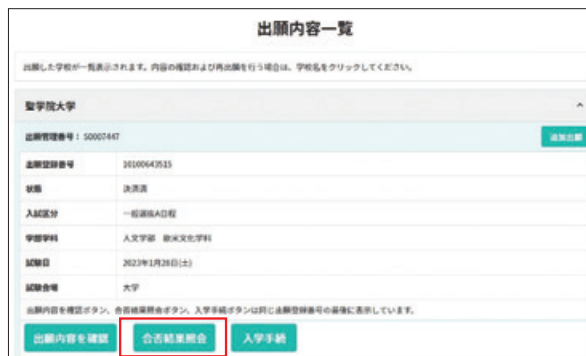 出願内容一覧
出願した学校が一覧表示されます。内容の確認および再出願を行う場合は、学校名をクリックしてください。
聖学院大学
出願管理番号: S0007447
追加出願
出願登録番号 10100643515
状態 決済済
入試区分 一般選抜A日程
学部学科 人文学部 欧米文化学科
試験日 2023年1月28日(土)
試験会場 大学
出願内容を確認ボタン、合否結果照会ボタン、入学手続ボタンは同じ出願登録番号の最後に表示しています。
出願内容を確認 合否結果照会 入学手続